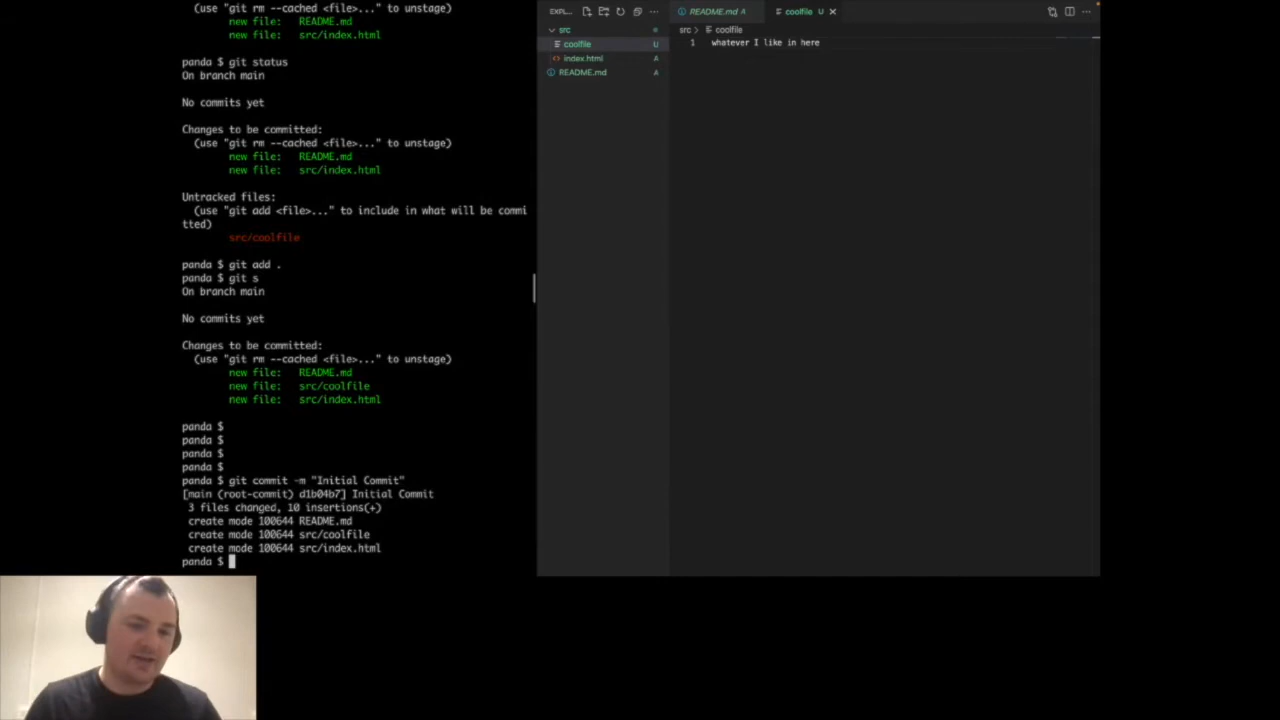 (use "git rm --cached <file>..." to unstage)
new file:   README.md
new file:   src/index.html
panda $ git status
On branch main
No commits yet
Changes to be committed:
(use "git rm --cached <file>..." to unstage)
new file:   README.md
new file:   src/index.html
Untracked files:
(use "git add <file>..." to include in what will be commi
tted)
src/coolfile
panda $ git add .
panda $ git s
On branch main
No commits yet
Changes to be committed:
(use "git rm --cached <file>..." to unstage)
new file:   README.md
new file:   src/coolfile
new file:   src/index.html
panda $
panda $
panda $
panda $
panda $ git commit -m "Initial Commit"
[main (root-commit) d1b04b7] Initial Commit
3 files changed, 10 insertions(+)
create mode 100644 README.md
create mode 100644 src/coolfile
create mode 100644 src/index.html
panda $
EXPL...
src
coolfile U
index.html A
README.md A
README.md A coolfile U
src > coolfile
1 whatever I like in here